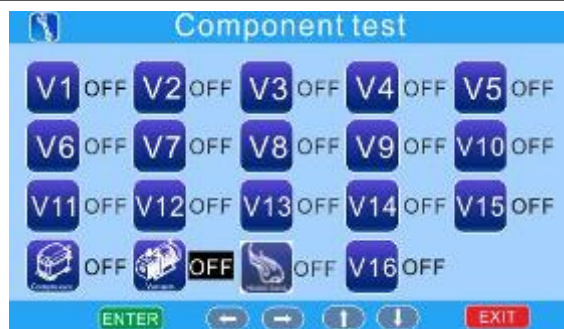 Component test
V1 OFF V2 OFF V3 OFF V4 OFF V5 OFF
V6 OFF V7 OFF V8 OFF V9 OFF V10 OFF
V11 OFF V12 OFF V13 OFF V14 OFF V15 OFF
OFF OFF OFF V16 OFF
Compressor Vacuum
ENTER EXIT